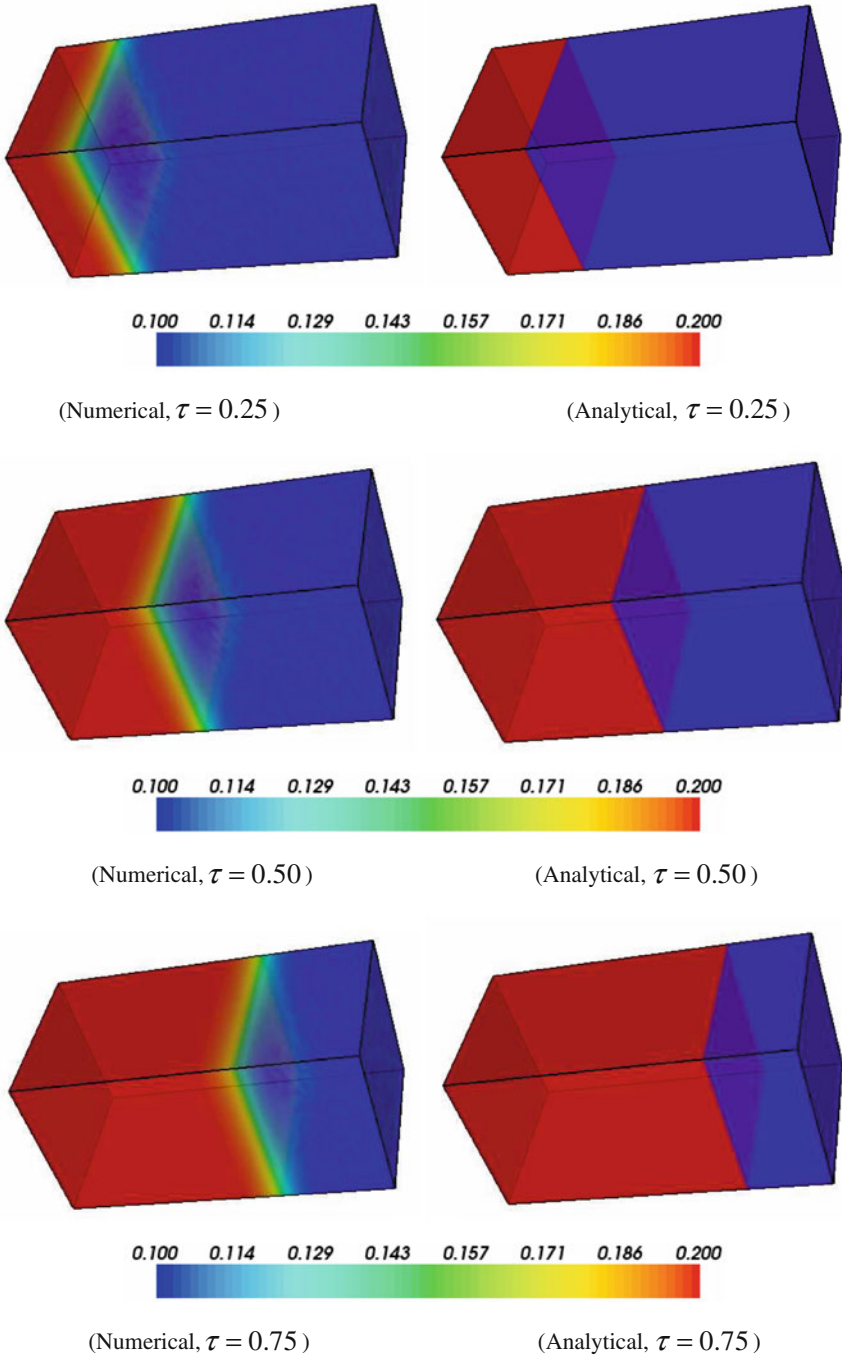 0.100 0.114 0.129 0.143 0.157 0.171 0.186 0.200
(Numerical, τ = 0.25 )
(Analytical, τ = 0.25 )
0.100 0.114 0.129 0.143 0.157 0.171 0.186 0.200
(Numerical, τ = 0.50 )
(Analytical, τ = 0.50 )
0.100 0.114 0.129 0.143 0.157 0.171 0.186 0.200
(Numerical, τ = 0.75 )
(Analytical, τ = 0.75 )